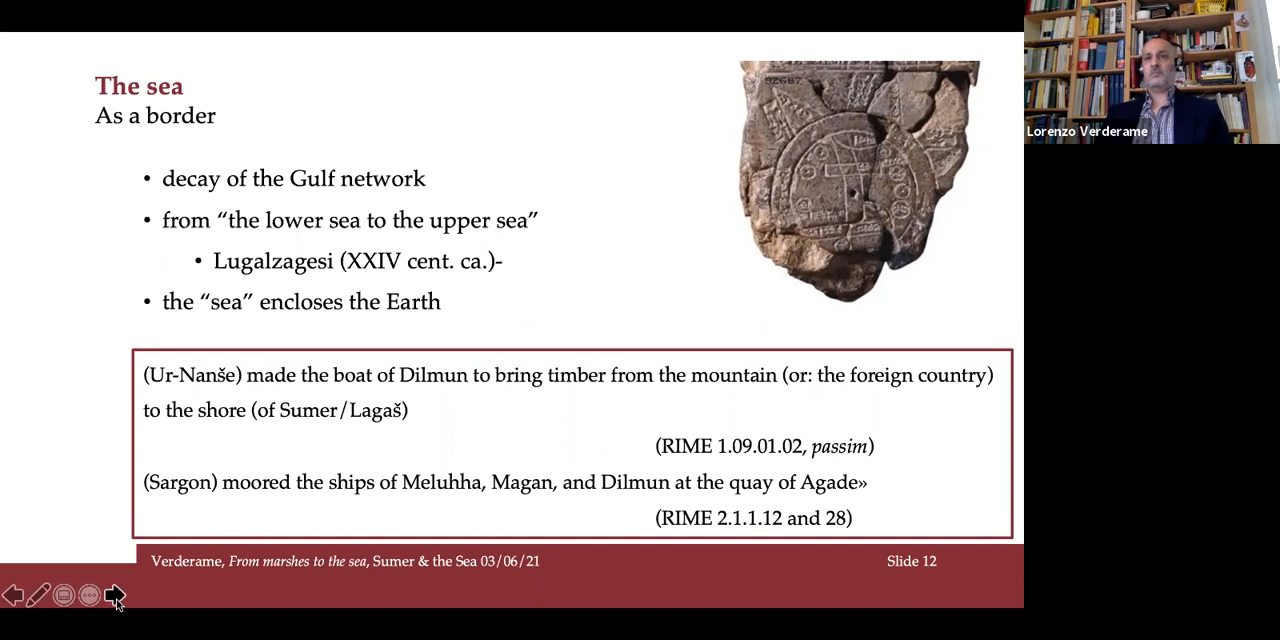 The sea
As a border
• decay of the Gulf network
• from “the lower sea to the upper sea”
• Lugalzagesi (XXIV cent. ca.)-
• the “sea” encloses the Earth
92687
(Ur-Nanše) made the boat of Dilmun to bring timber from the mountain (or: the foreign country)
to the shore (of Sumer/Lagaš)
(RIME 1.09.01.02, passim)
(Sargon) moored the ships of Meluhha, Magan, and Dilmun at the quay of Agade»
(RIME 2.1.1.12 and 28)
Verderame, From marshes to the sea, Sumer & the Sea 03/06/21
Slide 12
Lorenzo Verderame